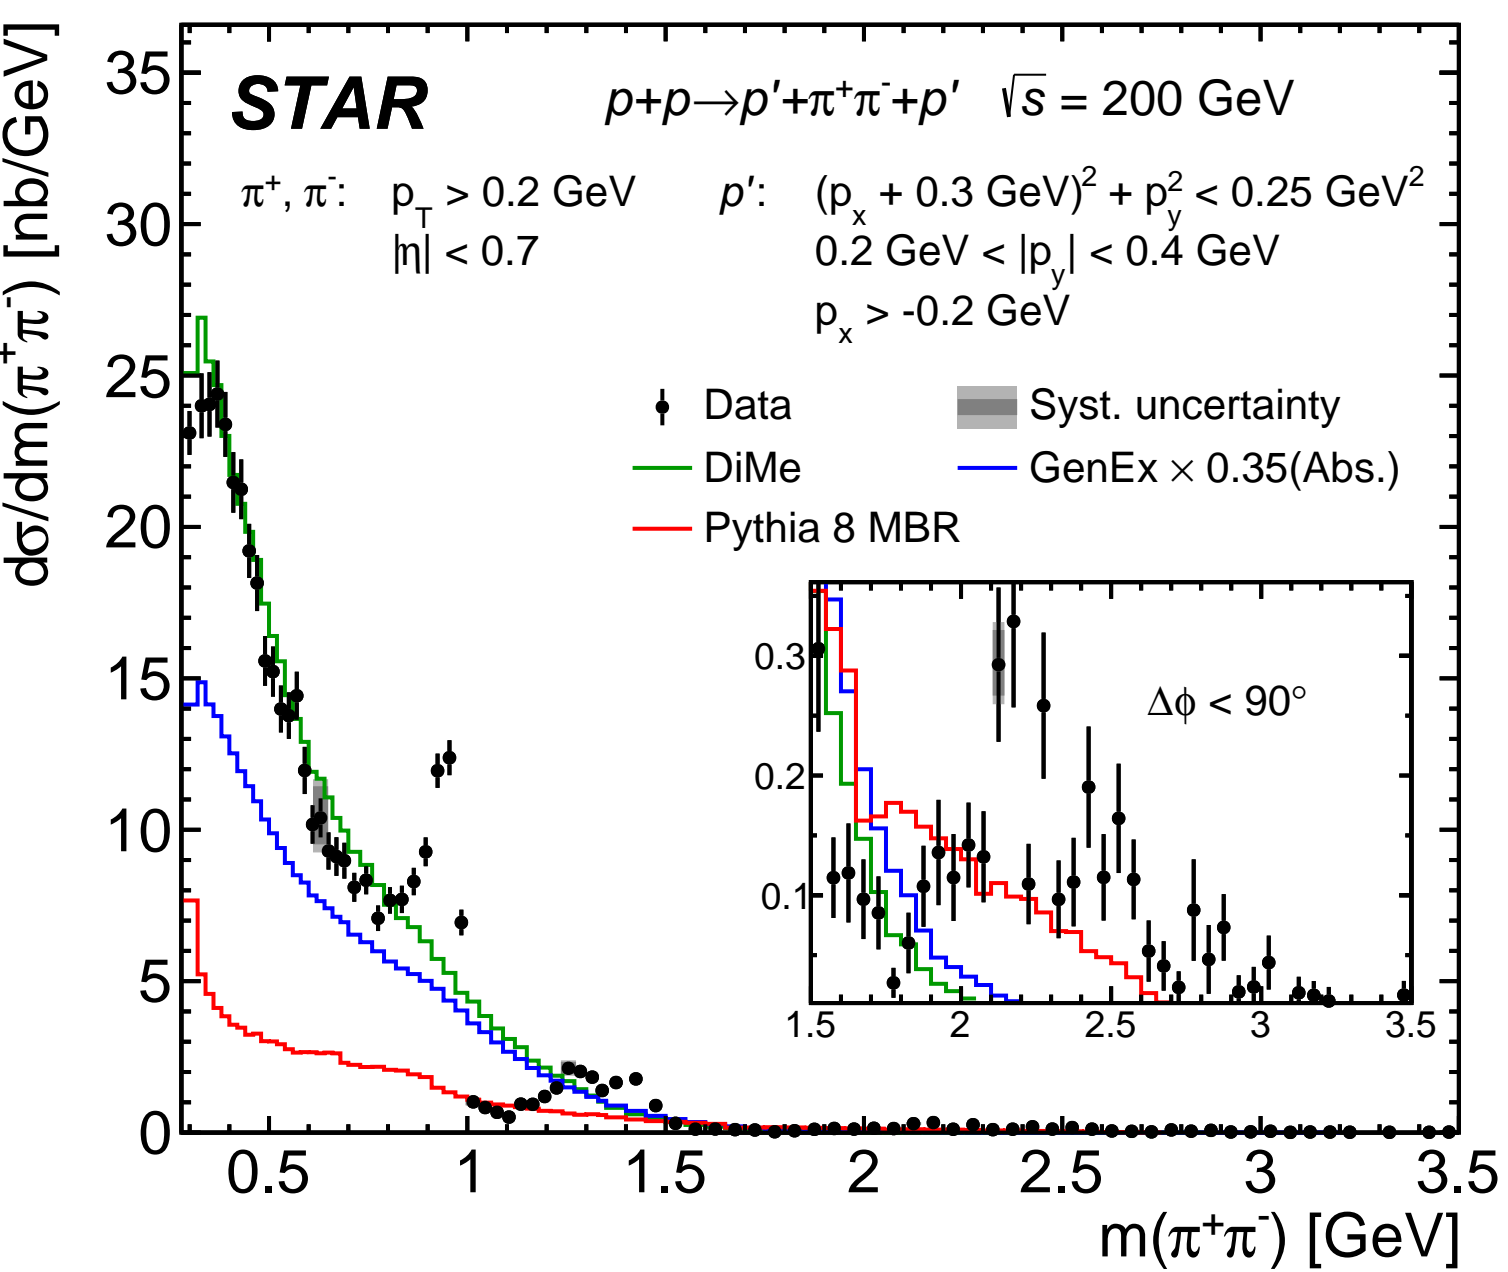 dσ/dm(π⁺π⁻) [nb/GeV]
35
30
25
20
15
10
5
0
STAR p+p→p′+π⁺π⁻+p′ √s = 200 GeV
π⁺, π⁻: p_T > 0.2 GeV p′: (p_x + 0.3 GeV)² + p_y² < 0.25 GeV²
|η| < 0.7 0.2 GeV < |p_y| < 0.4 GeV
p_x > -0.2 GeV
Data Syst. uncertainty
DiMe GenEx × 0.35(Abs.)
Pythia 8 MBR
0.3
0.2
0.1
Δϕ < 90°
1.5 2 2.5 3 3.5
0.5 1 1.5 2 2.5 3 3.5
m(π⁺π⁻) [GeV]